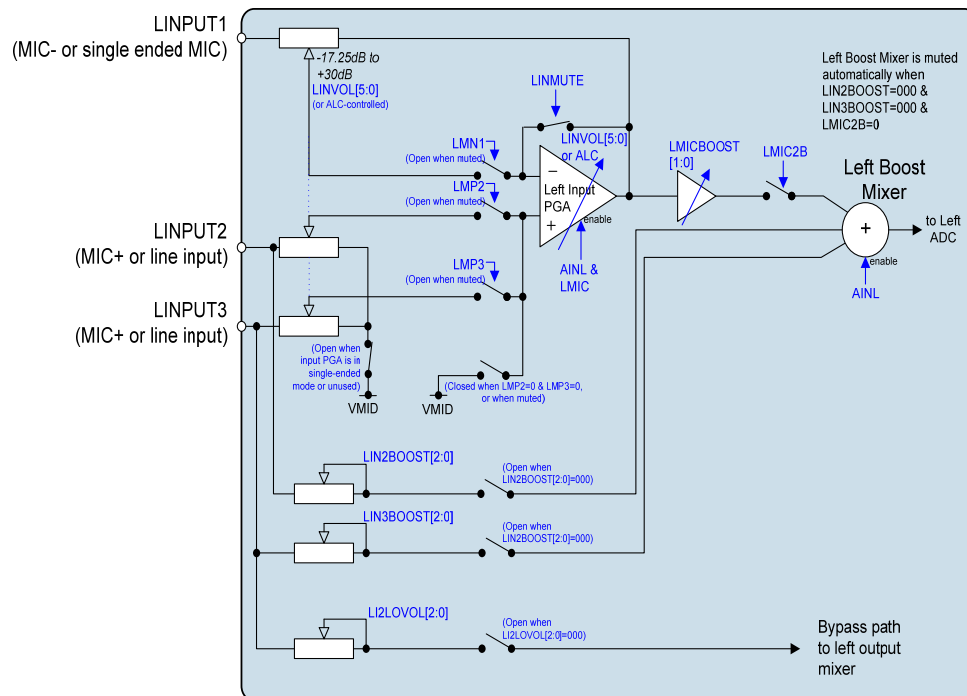 LINPUT1
(MIC- or single ended MIC)
-17.25dB to
+30dB
LINVOL[5:0]
(or ALC-controlled)
LINMUTE
Left Boost Mixer is muted
automatically when
LIN2BOOST=000 &
LIN3BOOST=000 &
LMIC2B=0
LMN1
(Open when muted)
LINVOL[5:0]
or ALC
LMICBOOST
[1:0]
LMIC2B
Left Boost
Mixer
LMP2
(Open when muted)
−
Left Input
PGA
+
enable
LINPUT2
(MIC+ or line input)
+
enable
to Left
ADC
LMP3
(Open when muted)
AINL &
LMIC
AINL
LINPUT3
(MIC+ or line input)
(Open when
input PGA is in
single-ended
mode or unused)
VMID
VMID
(Closed when LMP2=0 & LMP3=0,
or when muted)
LIN2BOOST[2:0]
(Open when
LIN2BOOST[2:0]=000)
LIN3BOOST[2:0]
(Open when
LIN2BOOST[2:0]=000)
LI2LOVOL[2:0]
(Open when
LI2LOVOL[2:0]=000)
Bypass path
to left output
mixer